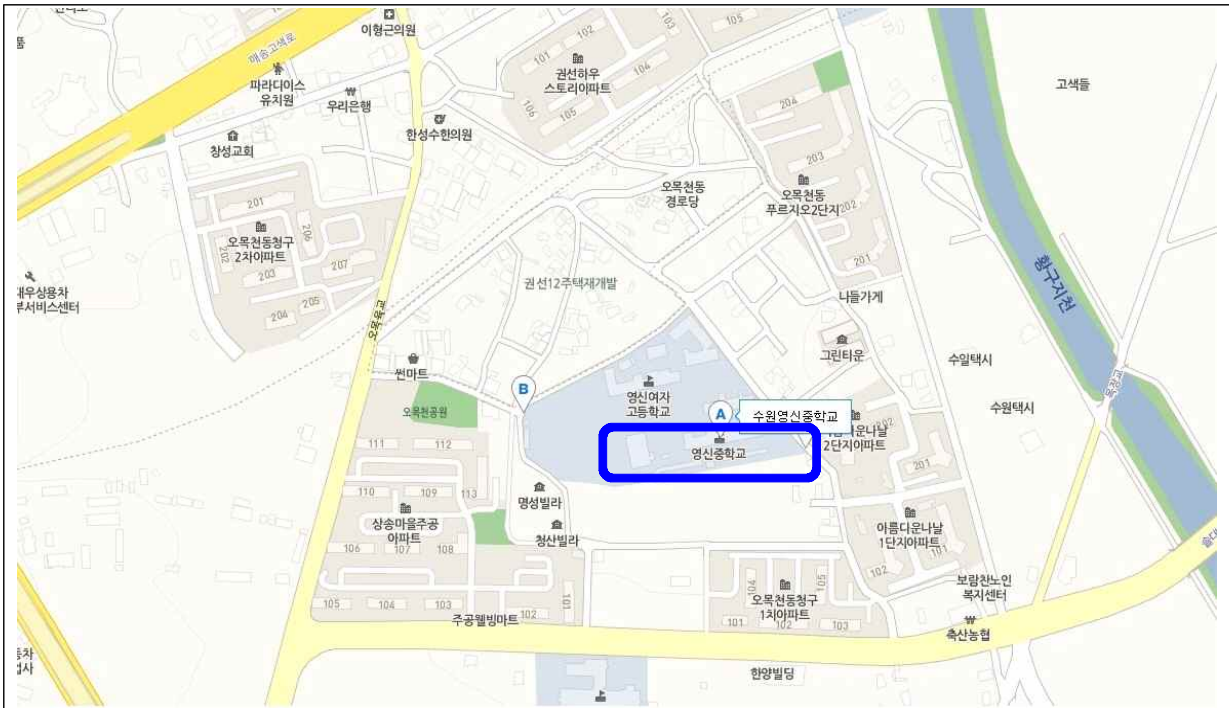 이형근의원
매송고색로
파라다이스
유치원
우리은행
한성수한의원
창성교회
101
102
103
104
105
106
105
권선하우
스토리아파트
고색들
204
203
202
201
오목천동
푸르지오2단지
오목천동
경로당
201
202
203
204
205
206
207
오목천동청구
2차아파트
대우상용차
부서비스센터
권선12주택재개발
오목육교
나들가게
그린타운
황구지천
수일택시
수원택시
목장교
썬마트
오목천공원
B
영신여자
고등학교
A
수원영신중학교
영신중학교
202
2단지아파트
201
111
112
110
109
113
상송마을주공
아파트
106
107
108
명성빌라
청산빌라
아름다운나날
1단지아파트
101
102
105
104
103
102
101
주공웰빙마트
104
105
오목천동청구
1차아파트
101
102
103
보람찬노인
복지센터
축산농협
한양빌딩